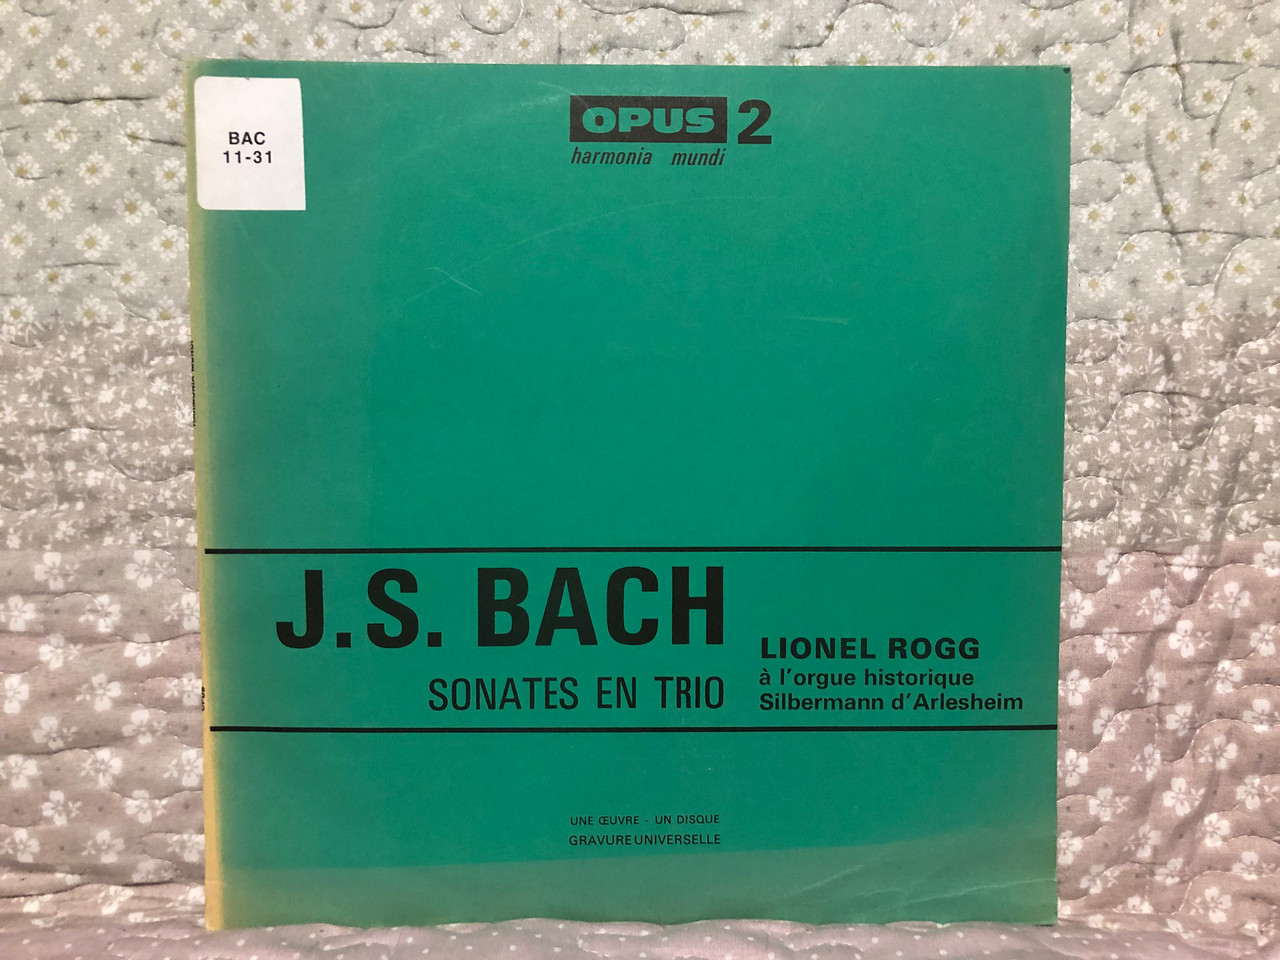 BAC
11-31
OPUS 2
harmonia mundi
J.S. BACH
SONATES EN TRIO
LIONEL ROGG
à l'orgue historique
Silbermann d'Arlesheim
UNE ŒUVRE - UN DISQUE
GRAVURE UNIVERSELLE